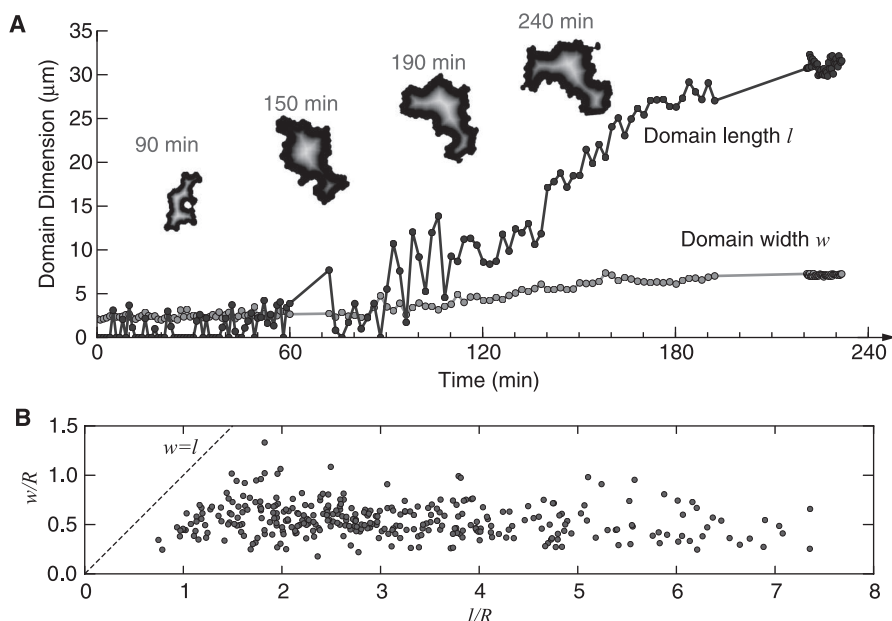 A
35
30
25
20
15
10
5
0
Domain Dimension (μm)
90 min
150 min
190 min
240 min
Domain length l
Domain width w
0
60
120
180
240
Time (min)
B
1.5
1.0
0.5
0.0
w/R
w=l
0
1
2
3
4
5
6
7
8
l/R